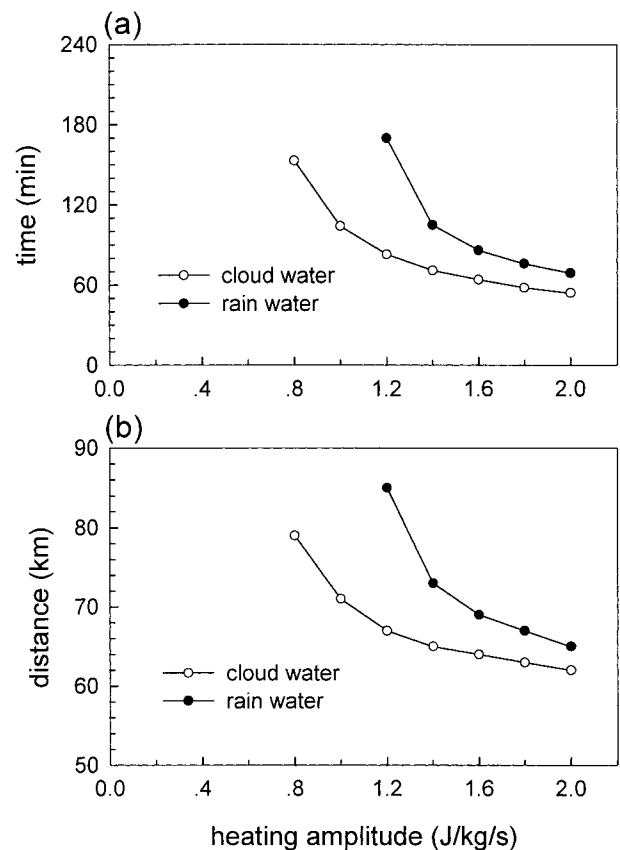 (a)
240
180
120
60
0
time (min)
cloud water
rain water
0.0 .4 .8 1.2 1.6 2.0
(b)
90
80
70
60
50
distance (km)
cloud water
rain water
0.0 .4 .8 1.2 1.6 2.0
heating amplitude (J/kg/s)